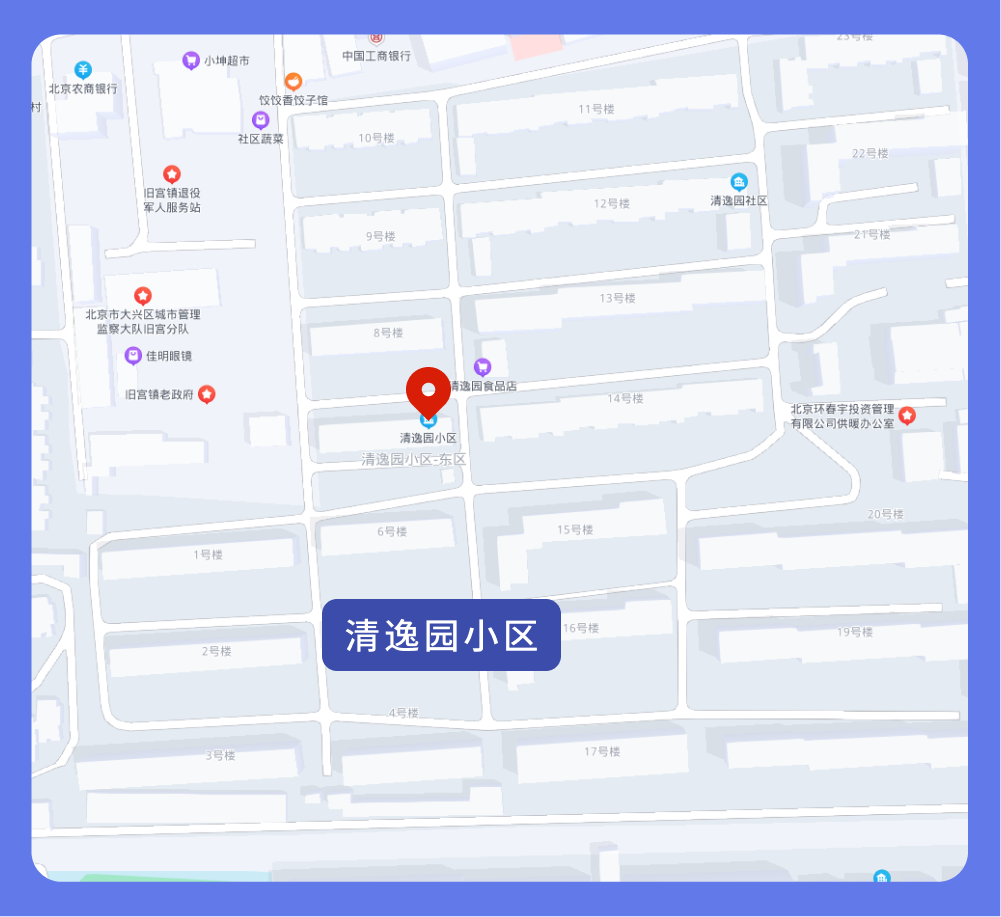 23号楼
中国工商银行
小坤超市
北京农商银行
饺饺香饺子馆
村
11号楼
社区蔬菜
10号楼
22号楼
旧宫镇退役
军人服务站
清逸园社区
12号楼
9号楼
21号楼
13号楼
北京市大兴区城市管理
监察大队旧宫分队
8号楼
佳明眼镜
清逸园食品店
旧宫镇老政府
14号楼
北京环春宇投资管理
有限公司供暖办公室
清逸园小区
清逸园小区-东区
20号楼
6号楼
15号楼
1号楼
清逸园小区
16号楼
19号楼
2号楼
4号楼
3号楼
17号楼